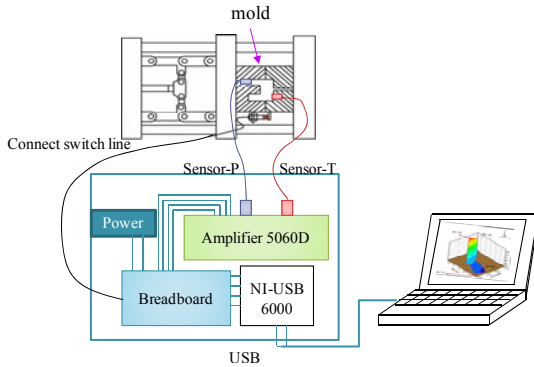 mold
Connect switch line
Sensor-P
Sensor-T
Power
Amplifier 5060D
Breadboard
NI-USB
6000
USB